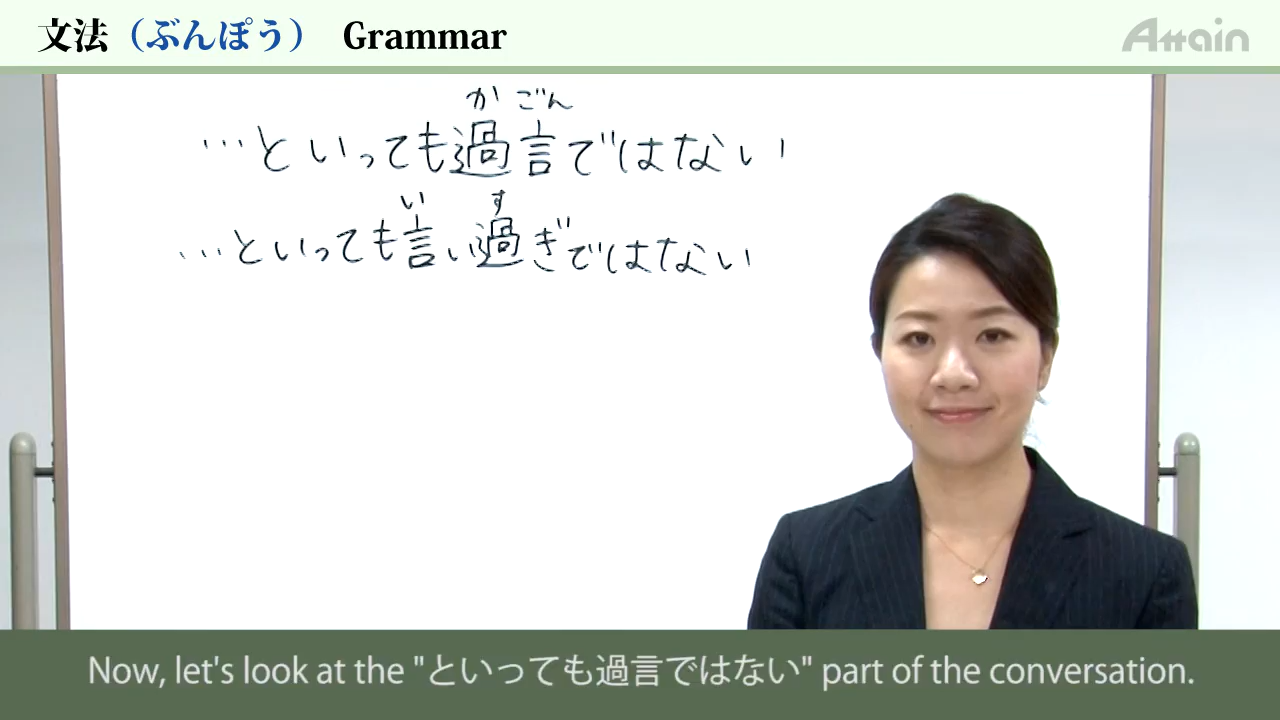 文法（ぶんぽう） Grammar
Attain
か ごん
…といっても過言ではない
い す
…といっても言い過ぎではない
Now, let's look at the "といっても過言ではない" part of the conversation.